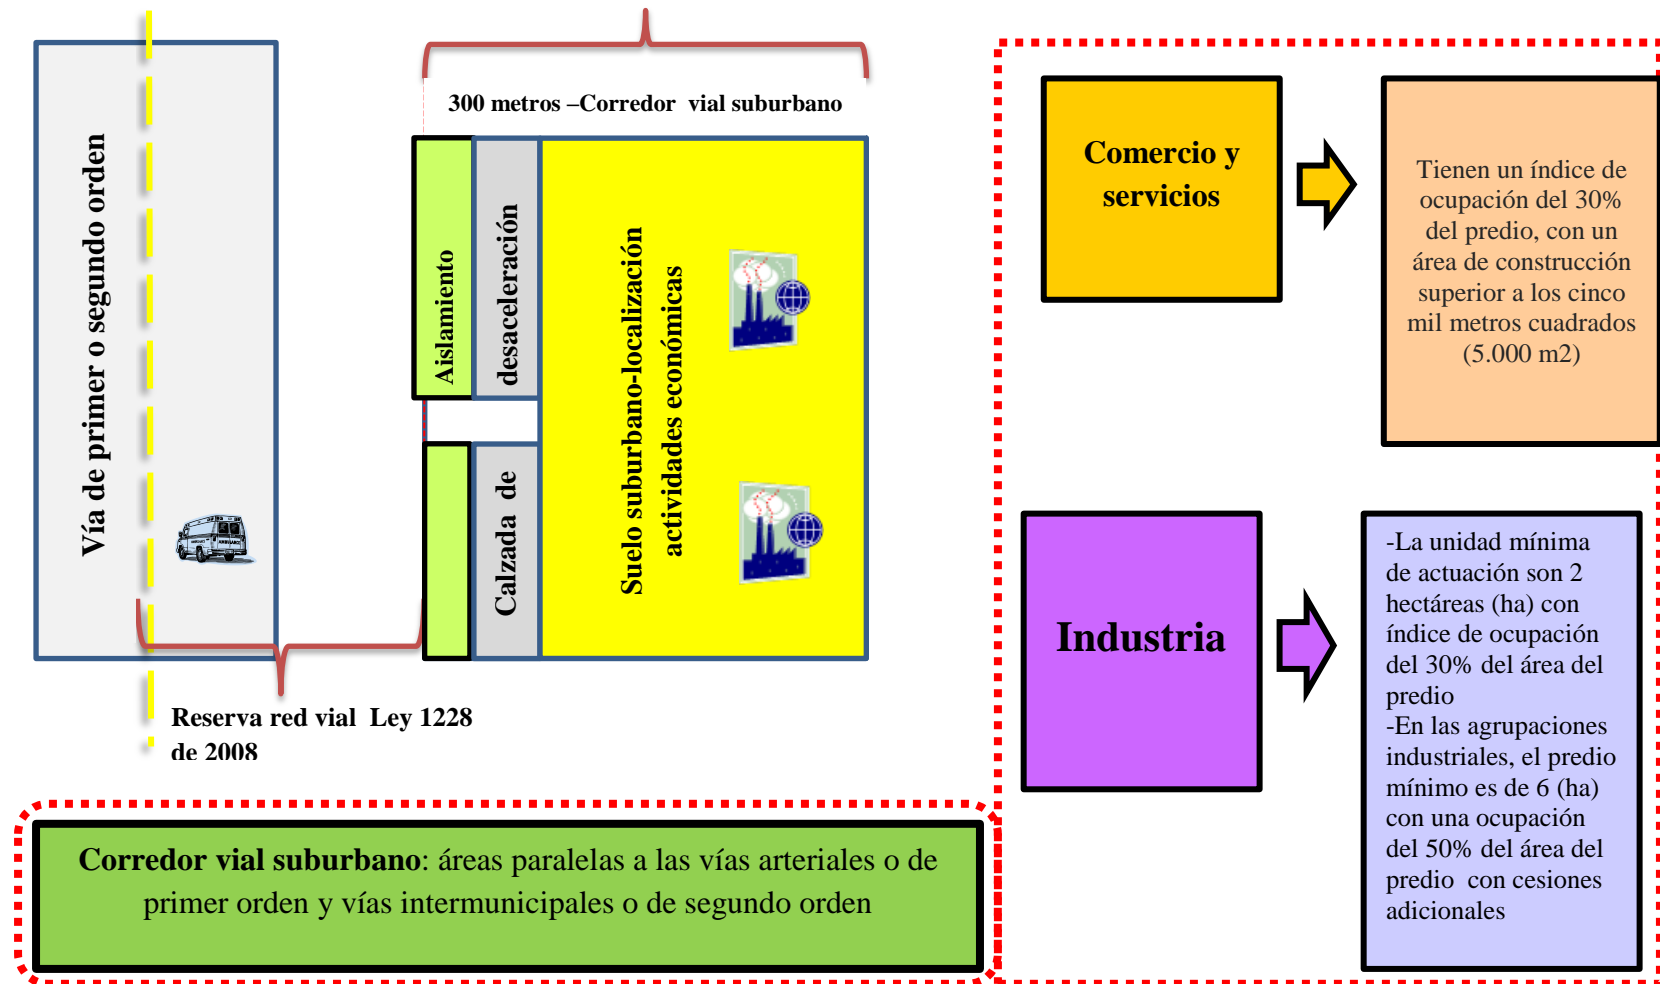 300 metros –Corredor vial suburbano
Vía de primer o segundo orden
Aislamiento
desaceleración
Calzada de
Suelo suburbano-localización
actividades económicas
Reserva red vial Ley 1228
de 2008
Corredor vial suburbano: áreas paralelas a las vías arteriales o de
primer orden y vías intermunicipales o de segundo orden
Comercio y
servicios
Tienen un índice de
ocupación del 30%
del predio, con un
área de construcción
superior a los cinco
mil metros cuadrados
(5.000 m2)
Industria
-La unidad mínima
de actuación son 2
hectáreas (ha) con
índice de ocupación
del 30% del área del
predio
-En las agrupaciones
industriales, el predio
mínimo es de 6 (ha)
con una ocupación
del 50% del área del
predio con cesiones
adicionales